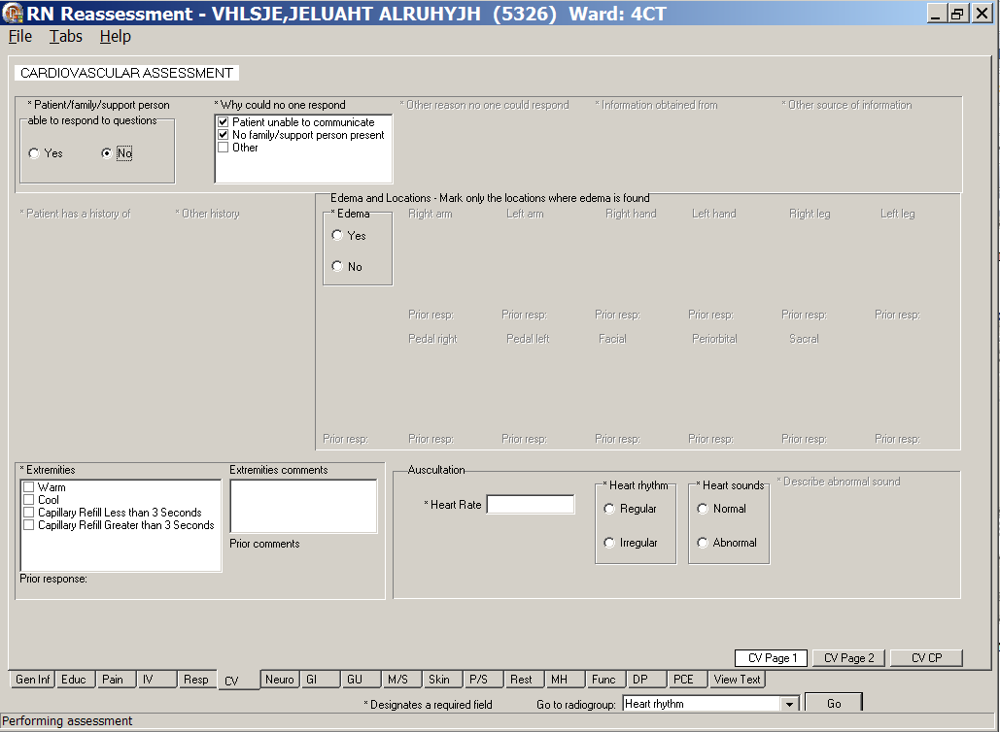 RN Reassessment - VHLSJE,JELUAHT ALRUHYJH (5326) Ward: 4CT
File Tabs Help
CARDIOVASCULAR ASSESSMENT
* Patient/family/support person
able to respond to questions
Yes No
* Why could no one respond
Patient unable to communicate
No family/support person present
Other
* Other reason no one could respond
* Information obtained from
* Other source of information
* Patient has a history of
* Other history
Edema and Locations - Mark only the locations where edema is found
* Edema
Yes
No
Right arm Left arm Right hand Left hand Right leg Left leg
Prior resp: Prior resp: Prior resp: Prior resp: Prior resp: Prior resp:
Pedal right Pedal left Facial Periorbital Sacral
Prior resp: Prior resp: Prior resp: Prior resp: Prior resp: Prior resp: Prior resp:
* Extremities
Warm
Cool
Capillary Refill Less than 3 Seconds
Capillary Refill Greater than 3 Seconds
Prior response:
Extremities comments
Prior comments
Auscultation
* Heart Rate
* Heart rhythm
Regular
Irregular
* Heart sounds
Normal
Abnormal
* Describe abnormal sound
CV Page 1 CV Page 2 CV CP
Gen Inf Educ Pain IV Resp CV Neuro GI GU M/S Skin P/S Rest MH Func DP PCE View Text
* Designates a required field Go to radiogroup: Heart rhythm Go
Performing assessment